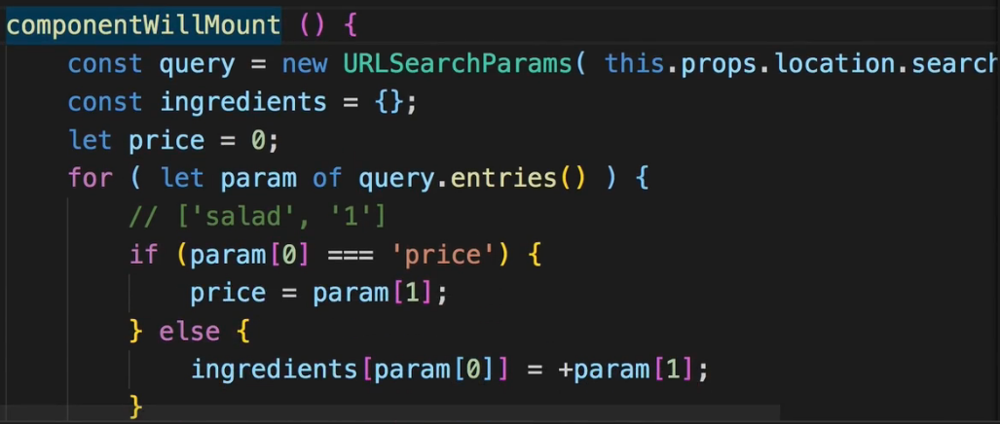 componentWillMount () {
const query = new URLSearchParams( this.props.location.search
const ingredients = {};
let price = 0;
for ( let param of query.entries() ) {
// ['salad', '1']
if (param[0] === 'price') {
price = param[1];
} else {
ingredients[param[0]] = +param[1];
}